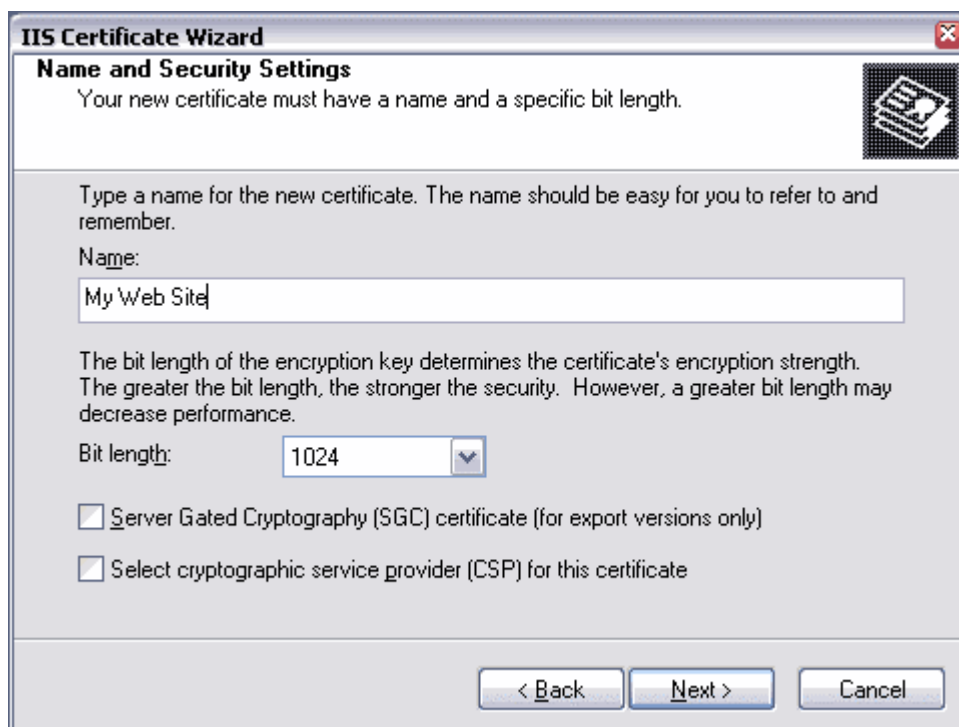 IIS Certificate Wizard
Name and Security Settings
Your new certificate must have a name and a specific bit length.
Type a name for the new certificate. The name should be easy for you to refer to and
remember.
Name:
My Web Site
The bit length of the encryption key determines the certificate's encryption strength.
The greater the bit length, the stronger the security.  However, a greater bit length may
decrease performance.
Bit length:
1024
Server Gated Cryptography (SGC) certificate (for export versions only)
Select cryptographic service provider (CSP) for this certificate
< Back
Next >
Cancel